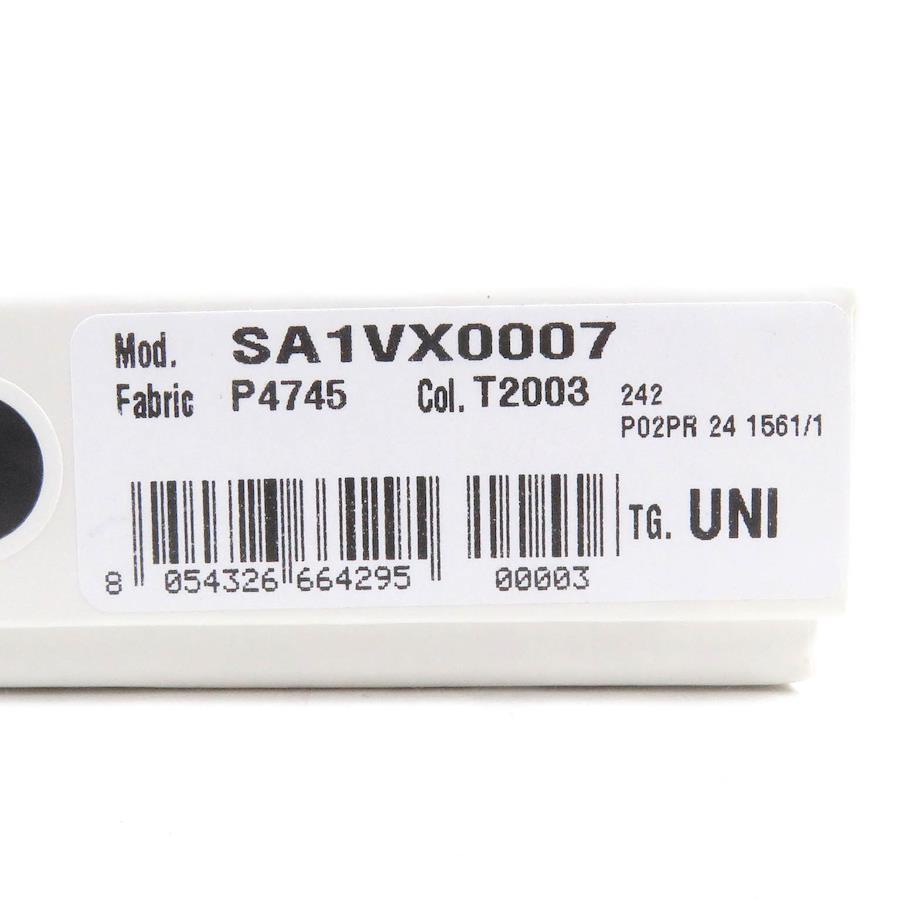 Mod. SA1VX0007
Fabric P4745 Col. T2003 242
P02PR 24 1561/1
TG. UNI
8 054326 664295 00003